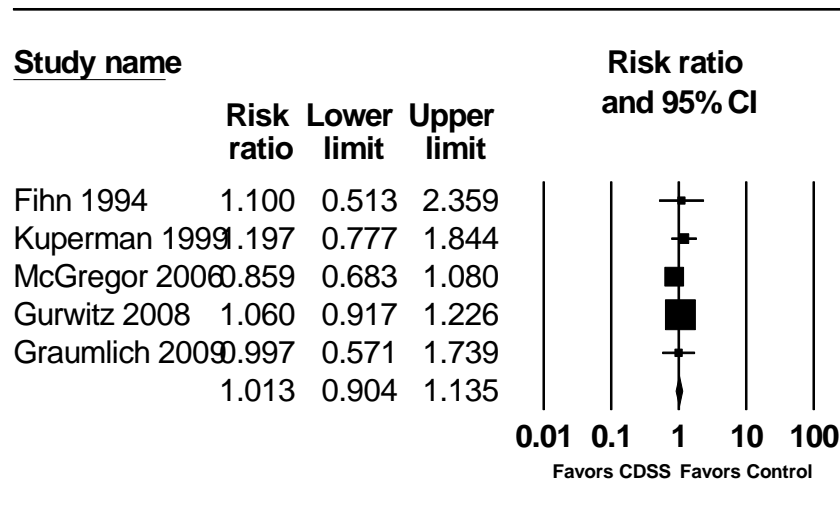 Study name Risk ratio
and 95% CI
Risk Lower Upper
ratio limit limit
Fihn 1994 1.100 0.513 2.359
Kuperman 1999 1.197 0.777 1.844
McGregor 2006 0.859 0.683 1.080
Gurwitz 2008 1.060 0.917 1.226
Graumlich 2009 0.997 0.571 1.739
1.013 0.904 1.135
0.01 0.1 1 10 100
Favors CDSS Favors Control